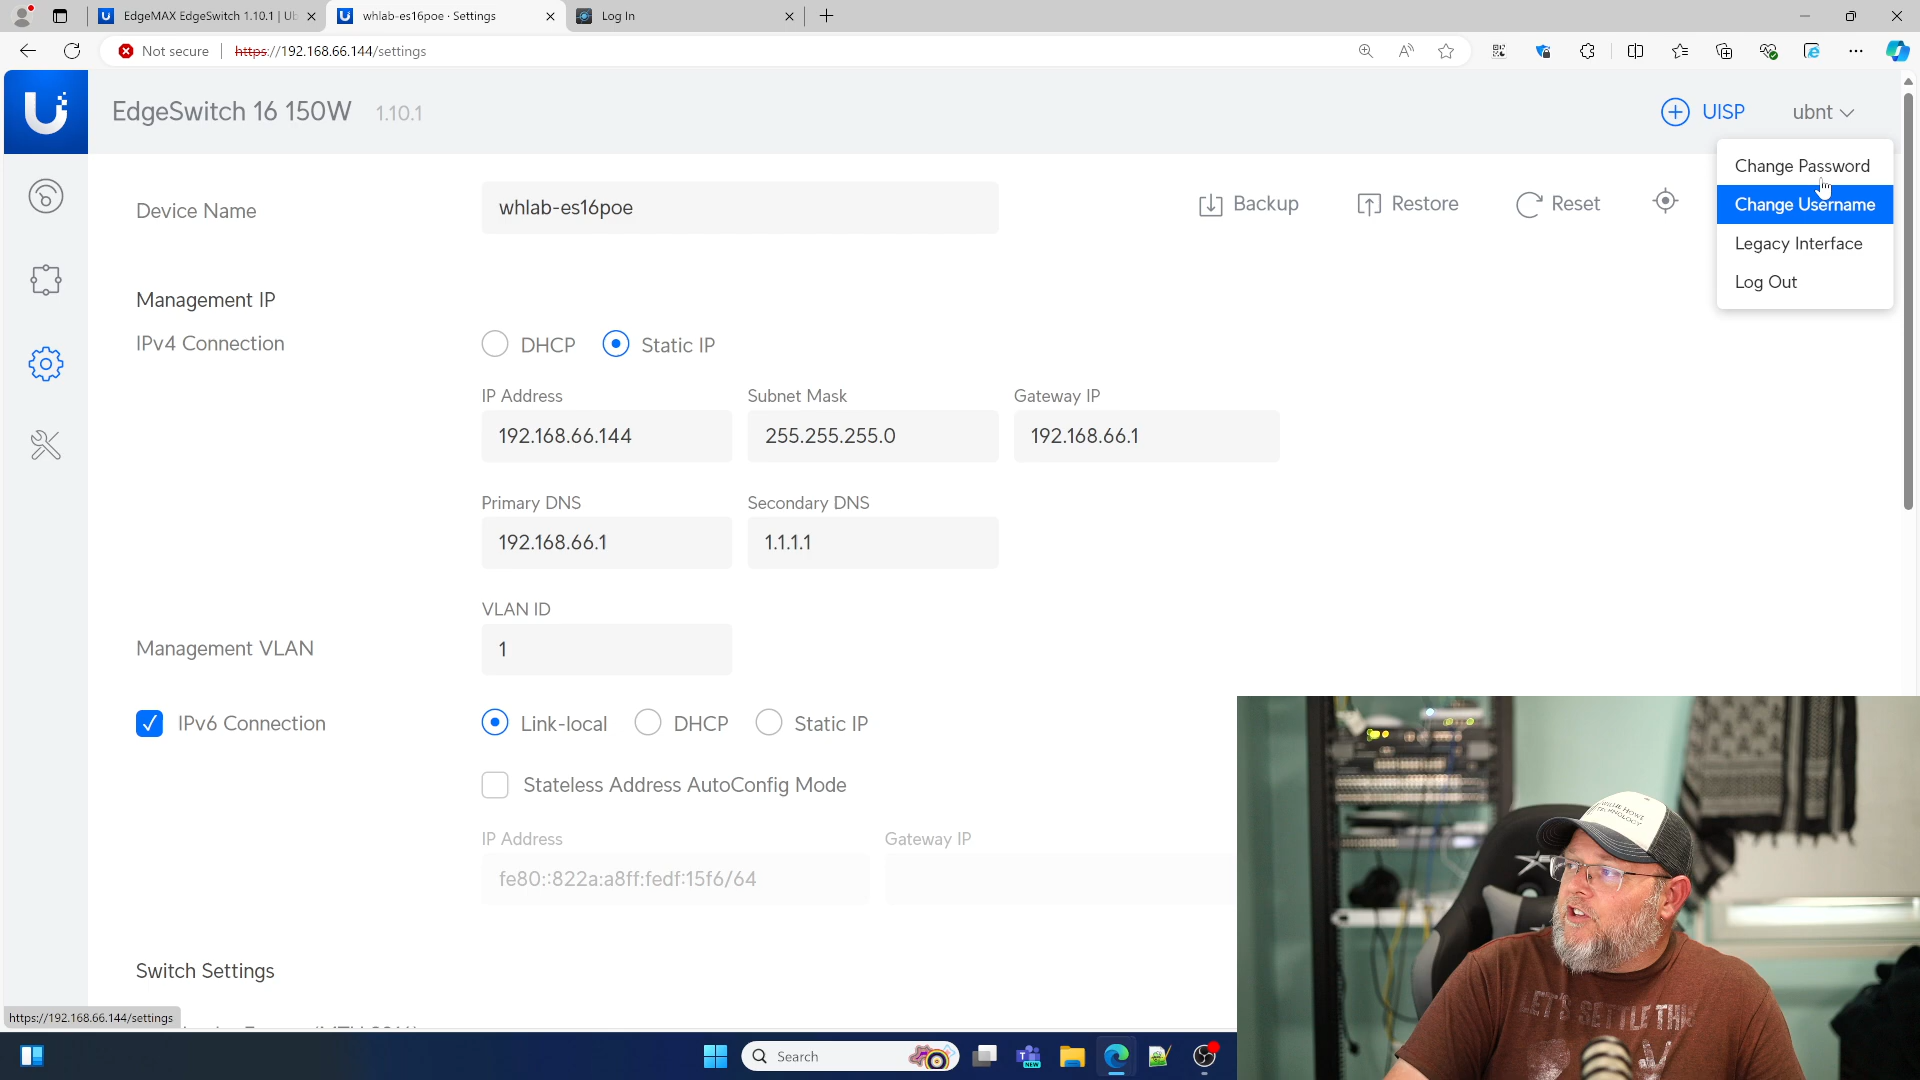 EdgeMAX EdgeSwitch 1.10.1 | Ub
whlab-es16poe - Settings
Log In
Not secure
https://192.168.66.144/settings
EdgeSwitch 16 150W 1.10.1
UISP
ubnt
Change Password
Change Username
Legacy Interface
Log Out
Device Name
whlab-es16poe
Backup
Restore
Reset
Management IP
IPv4 Connection
DHCP
Static IP
IP Address
Subnet Mask
Gateway IP
192.168.66.144
255.255.255.0
192.168.66.1
Primary DNS
Secondary DNS
192.168.66.1
1.1.1.1
VLAN ID
Management VLAN
1
IPv6 Connection
Link-local
DHCP
Static IP
Stateless Address AutoConfig Mode
IP Address
Gateway IP
fe80::822a:a8ff:fedf:15f6/64
Switch Settings
https://192.168.66.144/settings
Search
NEW
TECHNOLOGY
LET'S SETTLE THIS